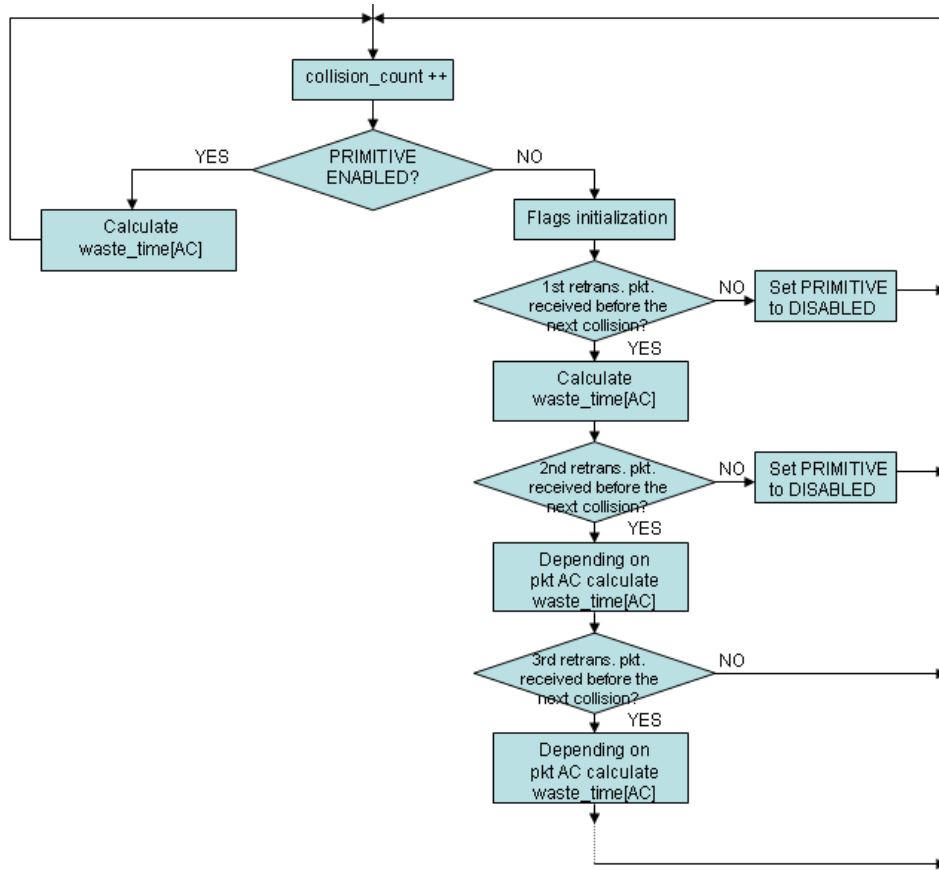 collision_count ++
YES
PRIMITIVE
ENABLED?
NO
Calculate
waste_time[AC]
Flags initialization
1st retrans. pkt.
received before the
next collision?
NO
Set PRIMITIVE
to DISABLED
YES
Calculate
waste_time[AC]
2nd retrans. pkt.
received before the
next collision?
NO
Set PRIMITIVE
to DISABLED
YES
Depending on
pkt AC calculate
waste_time[AC]
3rd retrans. pkt.
received before the
next collision?
NO
YES
Depending on
pkt AC calculate
waste_time[AC]